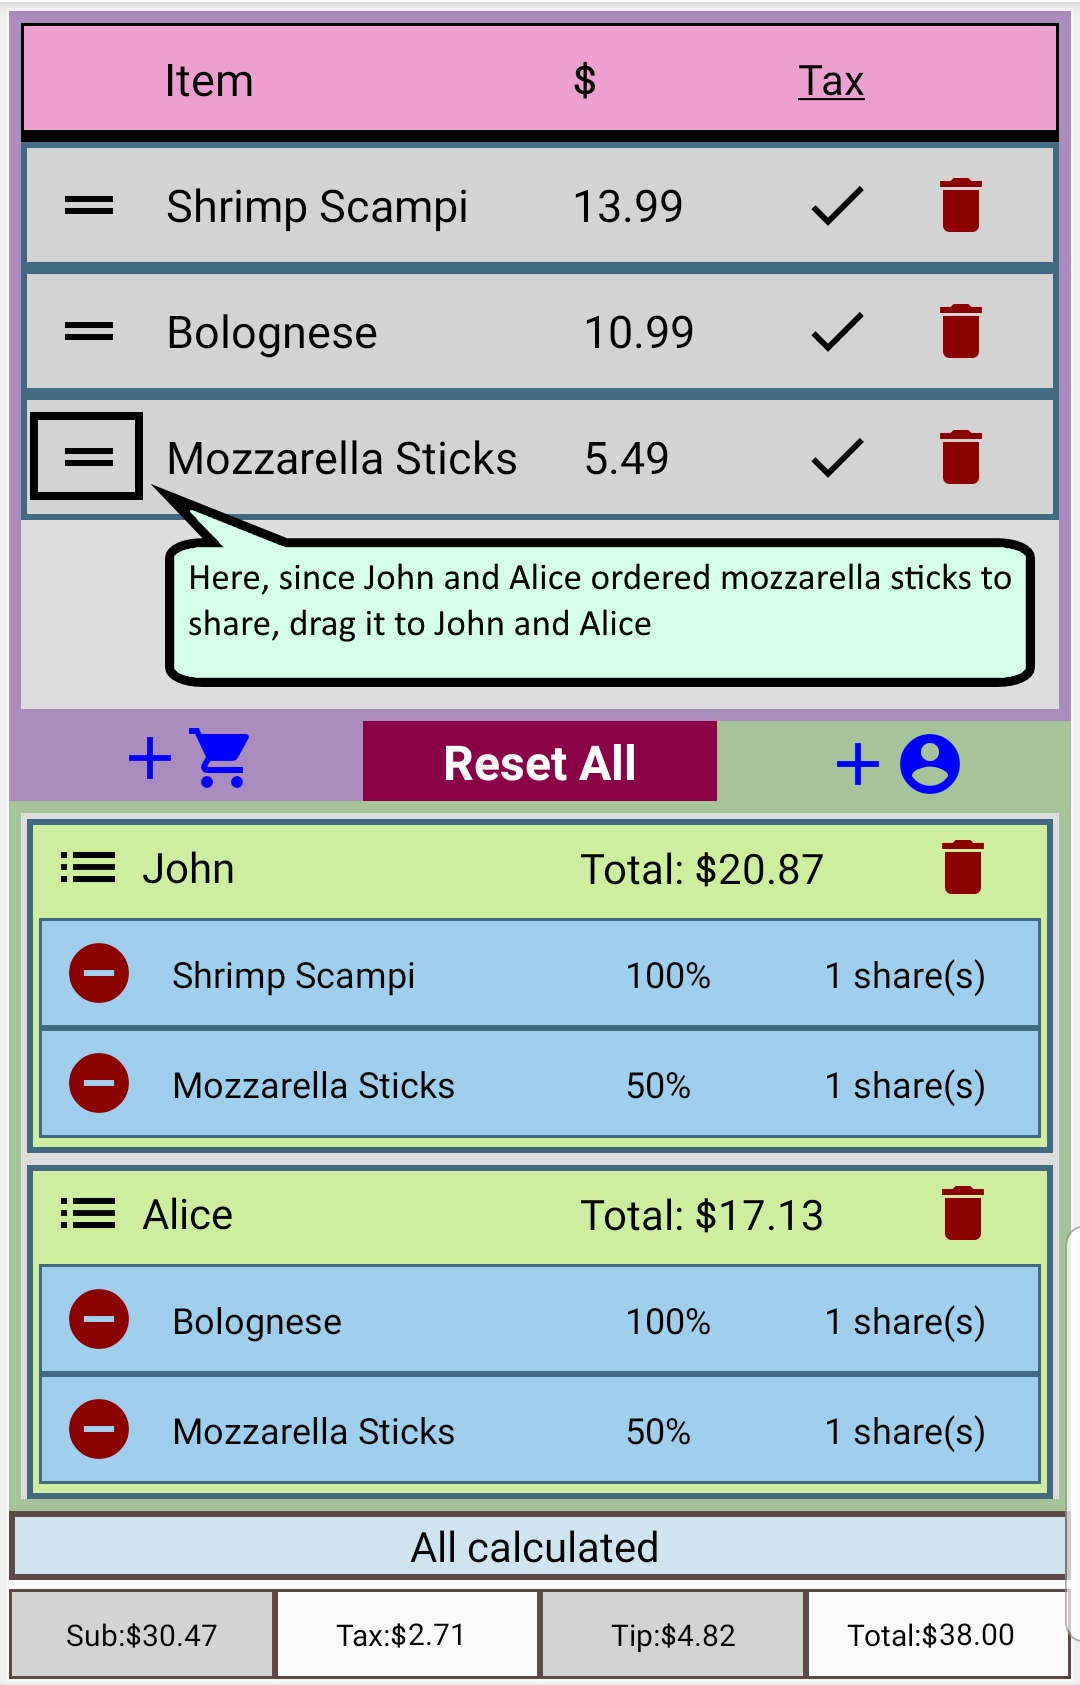 Item $ Tax
Shrimp Scampi 13.99
Bolognese 10.99
Mozzarella Sticks 5.49
Here, since John and Alice ordered mozzarella sticks to
share, drag it to John and Alice
Reset All
John Total: $20.87
Shrimp Scampi 100% 1 share(s)
Mozzarella Sticks 50% 1 share(s)
Alice Total: $17.13
Bolognese 100% 1 share(s)
Mozzarella Sticks 50% 1 share(s)
All calculated
Sub:$30.47 Tax:$2.71 Tip:$4.82 Total:$38.00